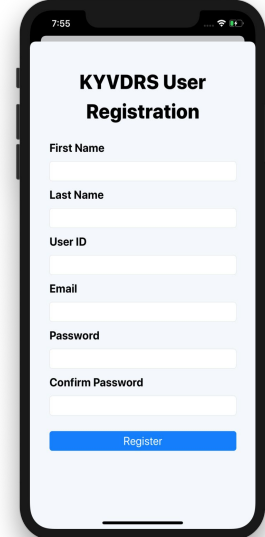 7:55
KYVDRS User
Registration
First Name
Last Name
User ID
Email
Password
Confirm Password
Register